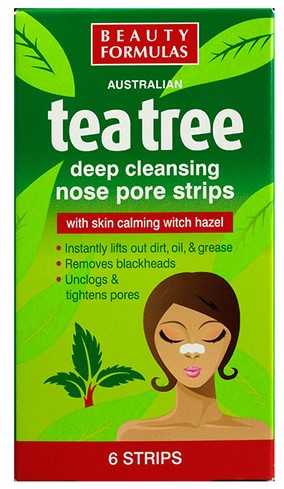 BEAUTY
FORMULAS
AUSTRALIAN
tea tree
deep cleansing
nose pore strips
with skin calming witch hazel
• Instantly lifts out dirt, oil, & grease
• Removes blackheads
• Unclogs &
tightens pores
6 STRIPS